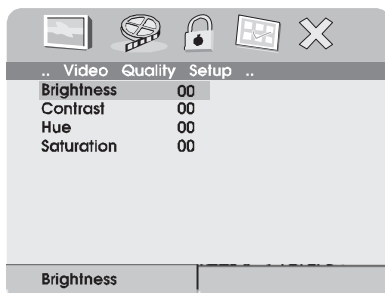 .. Video Quality Setup ..
Brightness 00
Contrast 00
Hue 00
Saturation 00
Brightness